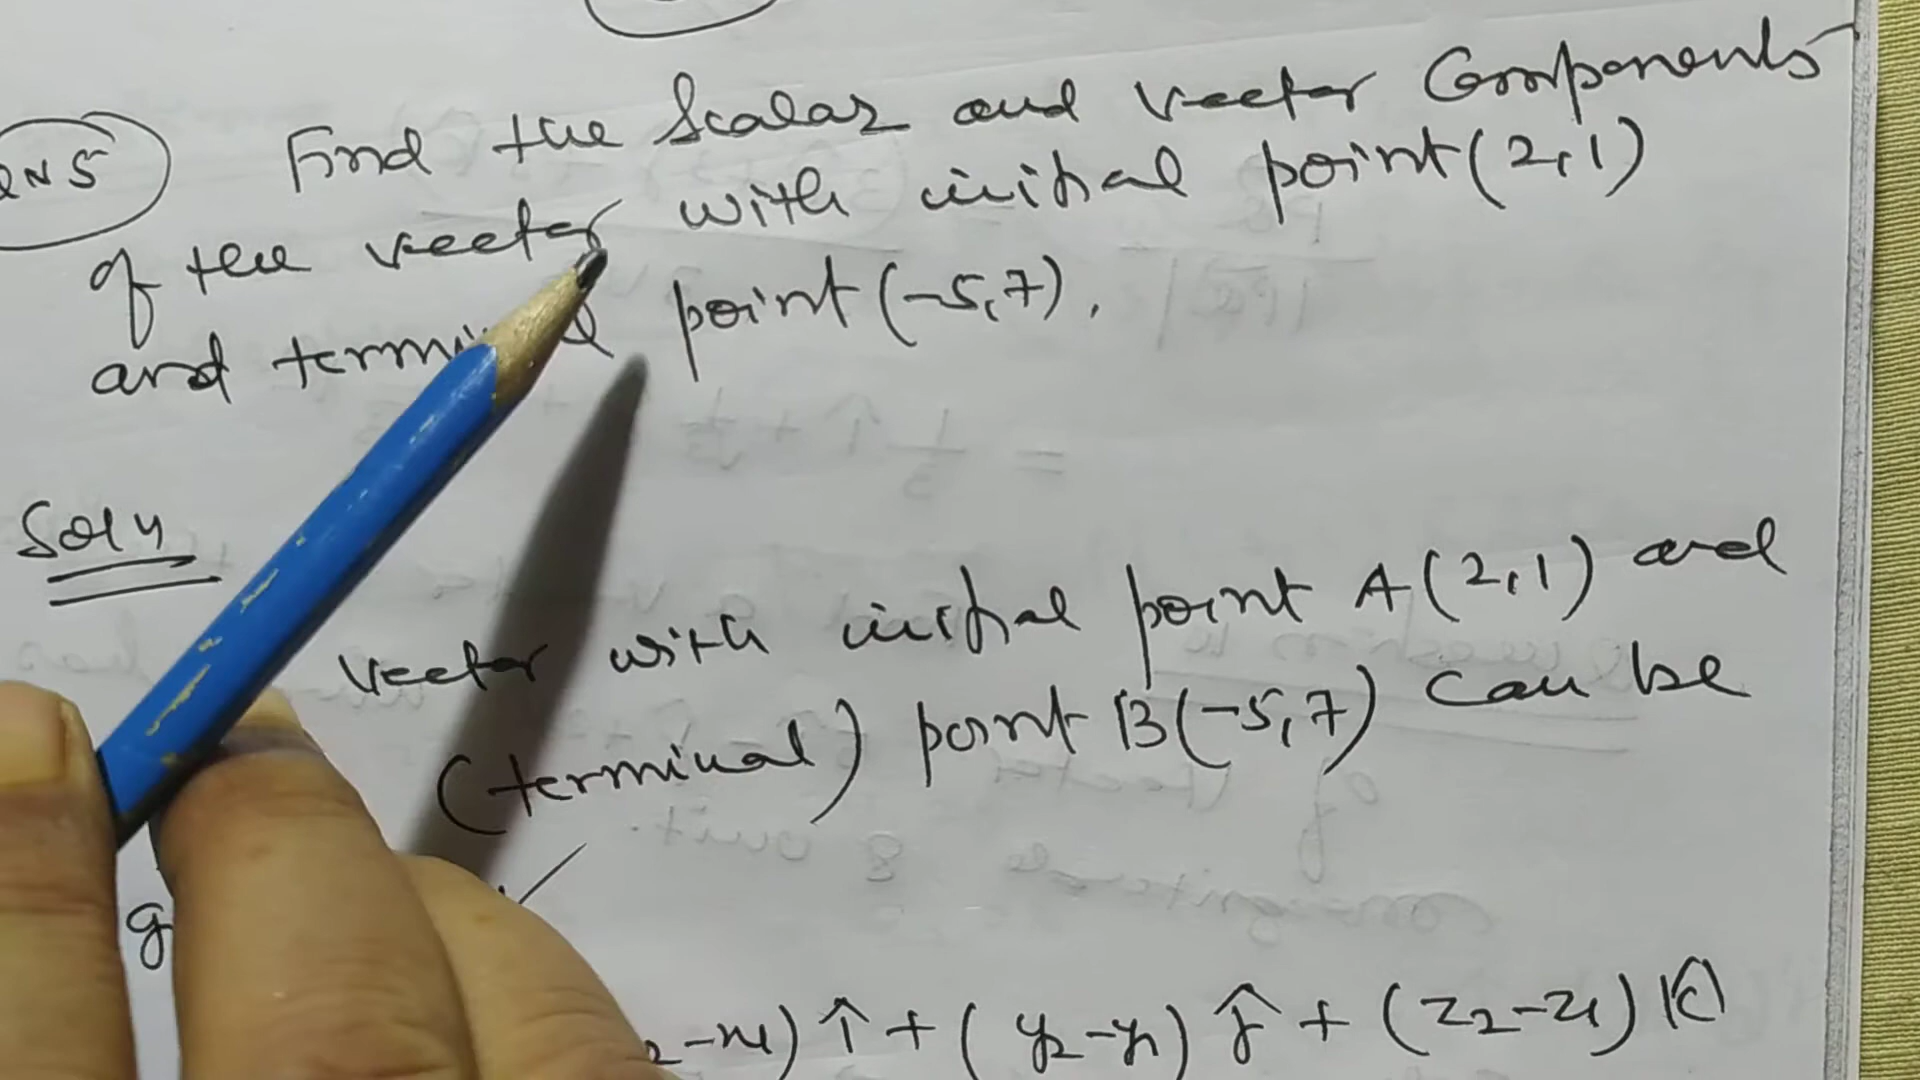 QN5 Find the Scalar and vector Components
of the vector with initial point (2,1)
and terminal point (-5,7).
Soln
vector with initial point A(2,1) and
(terminal) point B(-5,7) can be
g
2-x1) î + (y2-y1) ĵ + (z2-z1) k̂